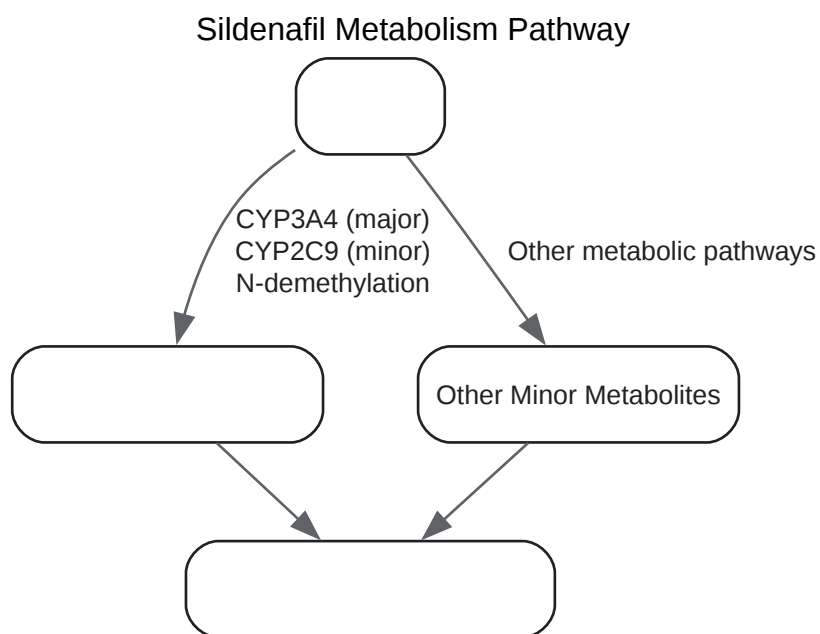 Sildenafil Metabolism Pathway
CYP3A4 (major)
CYP2C9 (minor)
N-demethylation
Other metabolic pathways
Other Minor Metabolites